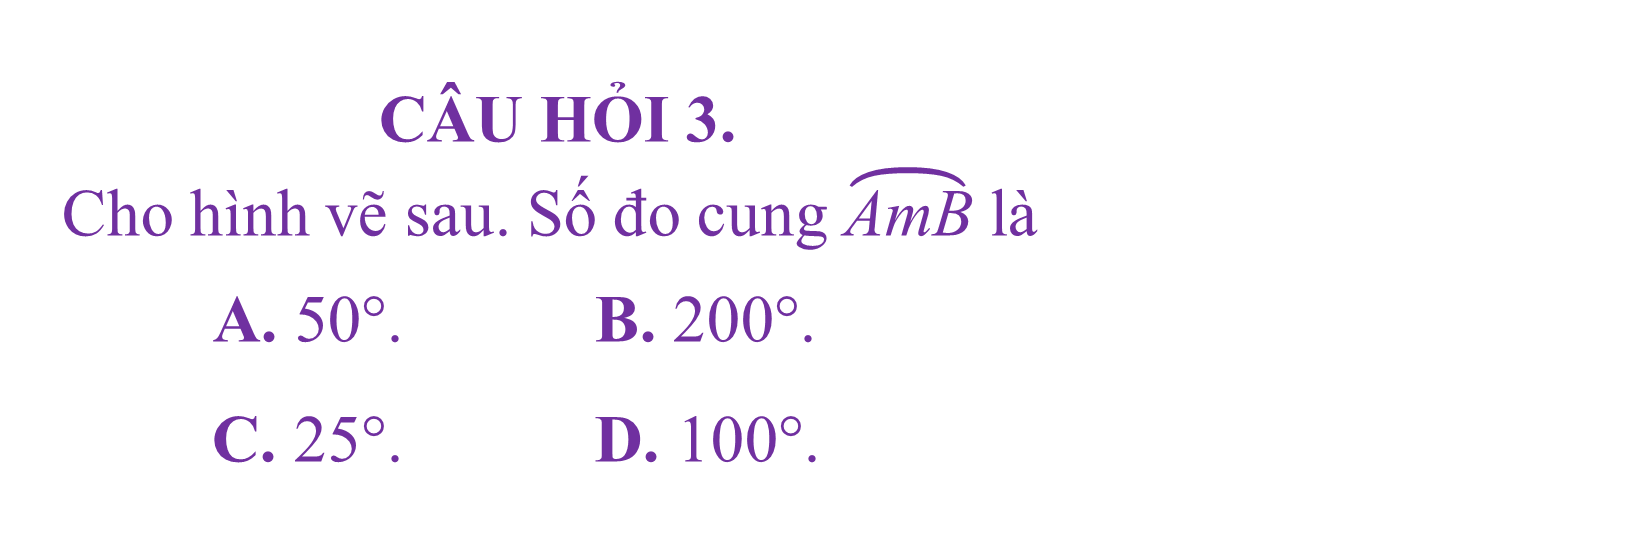 CÂU HỎI 3.
Cho hình vẽ sau. Số đo cung AmB là
A. 50°. B. 200°.
C. 25°. D. 100°.